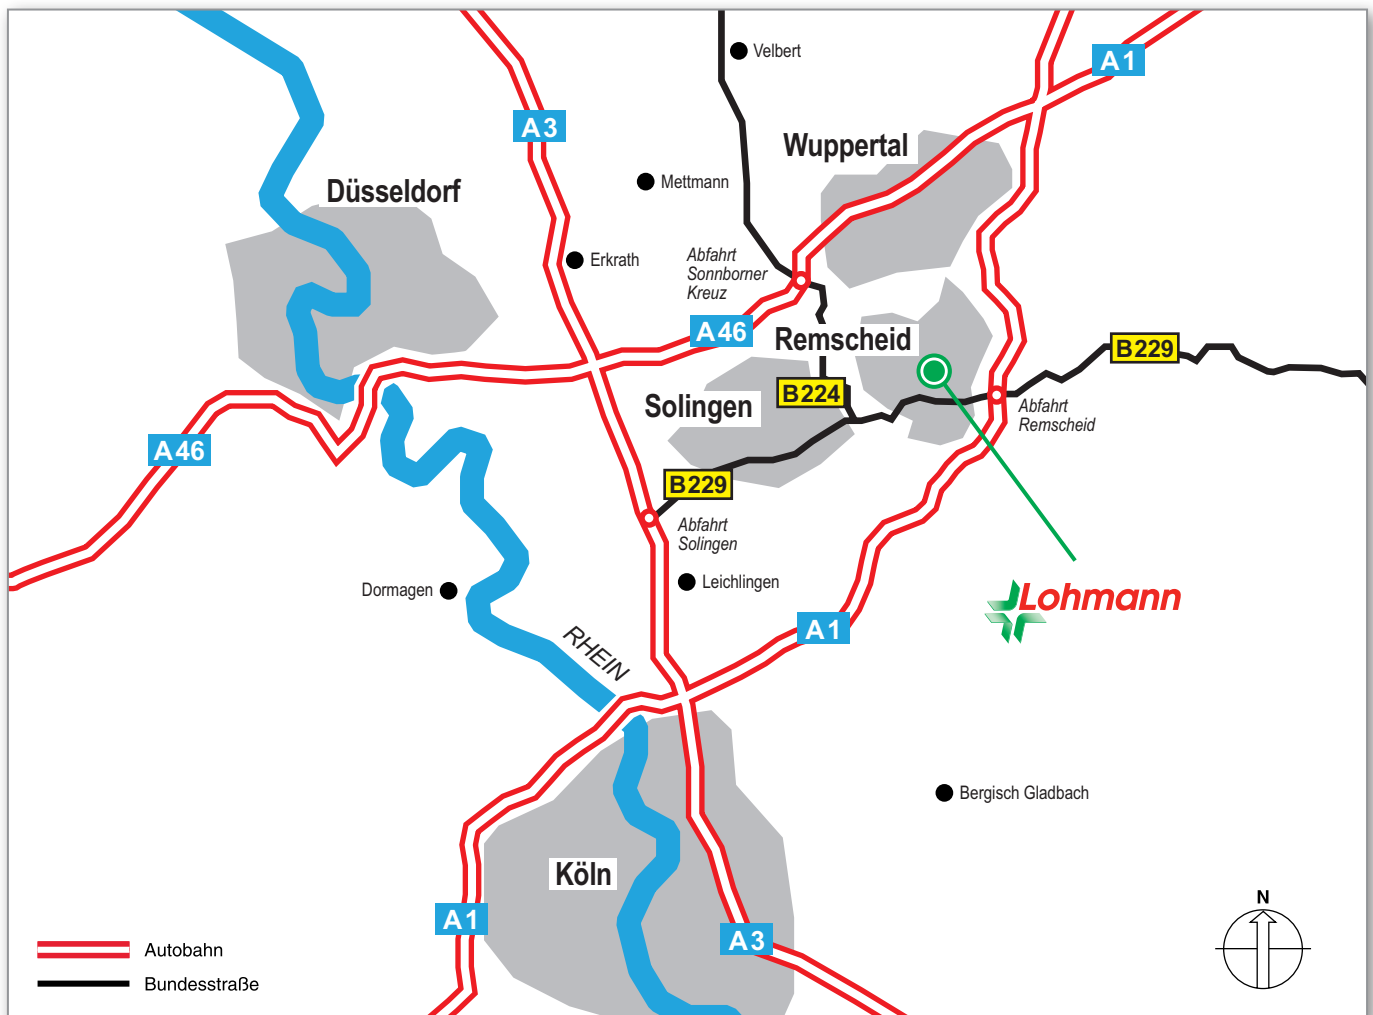 Velbert
A1
A3
Wuppertal
Mettmann
Düsseldorf
Erkrath
Abfahrt
Sonnborner
Kreuz
A46
Remscheid
B229
B224
Solingen
Abfahrt
Remscheid
A46
B229
Abfahrt
Solingen
Leichlingen
Dormagen
Lohmann
A1
RHEIN
Bergisch Gladbach
Köln
N
A1
A3
Autobahn
Bundesstraße